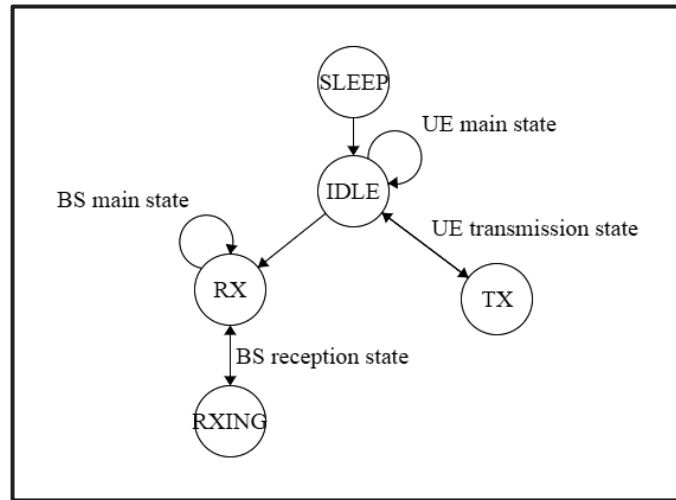 SLEEP
UE main state
IDLE
BS main state
UE transmission state
RX
TX
BS reception state
RXING